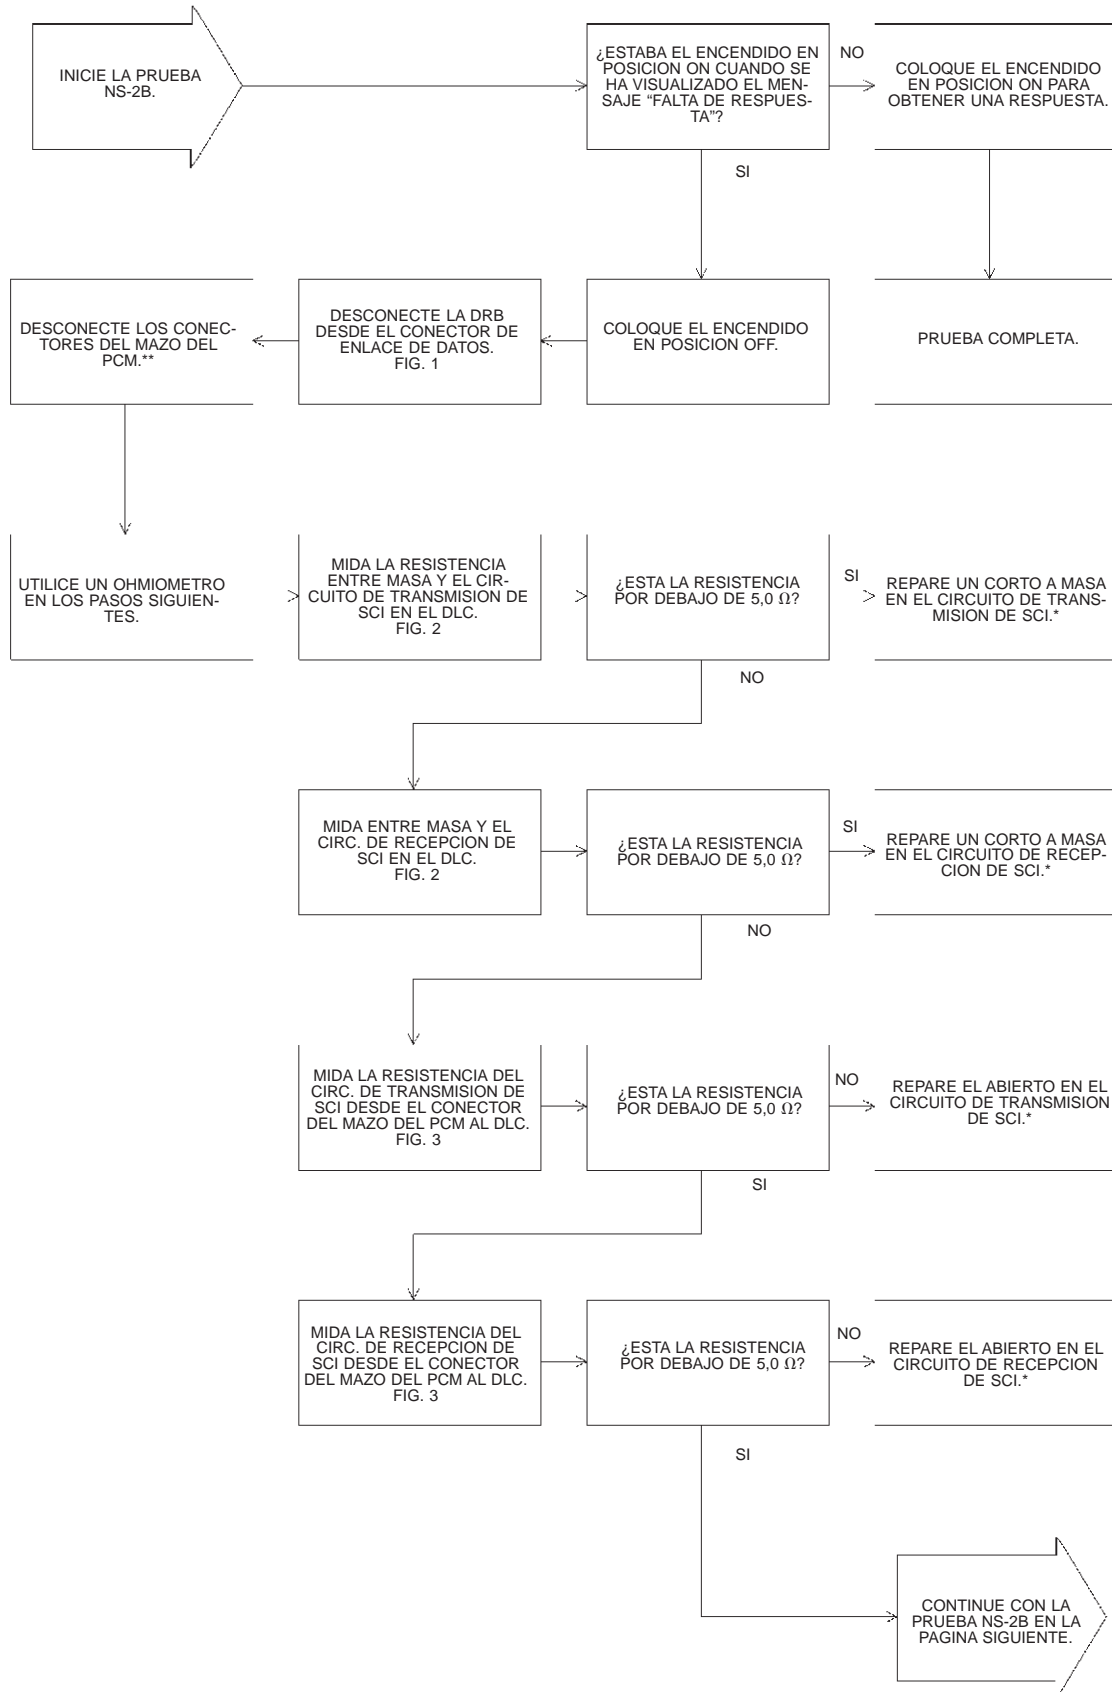 INICIE LA PRUEBA
NS-2B.
¿ESTABA EL ENCENDIDO EN
POSICION ON CUANDO SE
HA VISUALIZADO EL MEN-
SAJE “FALTA DE RESPUES-
TA”?
NO
COLOQUE EL ENCENDIDO
EN POSICION ON PARA
OBTENER UNA RESPUESTA.
SI
DESCONECTE LOS CONEC-
TORES DEL MAZO DEL
PCM.**
DESCONECTE LA DRB
DESDE EL CONECTOR DE
ENLACE DE DATOS.
FIG. 1
COLOQUE EL ENCENDIDO
EN POSICION OFF.
PRUEBA COMPLETA.
UTILICE UN OHMIOMETRO
EN LOS PASOS SIGUIEN-
TES.
MIDA LA RESISTENCIA
ENTRE MASA Y EL CIR-
CUITO DE TRANSMISION DE
SCI EN EL DLC.
FIG. 2
¿ESTA LA RESISTENCIA
POR DEBAJO DE 5,0 Ω?
SI
REPARE UN CORTO A MASA
EN EL CIRCUITO DE TRANS-
MISION DE SCI.*
NO
MIDA ENTRE MASA Y EL
CIRC. DE RECEPCION DE
SCI EN EL DLC.
FIG. 2
¿ESTA LA RESISTENCIA
POR DEBAJO DE 5,0 Ω?
SI
REPARE UN CORTO A MASA
EN EL CIRCUITO DE RECEP-
CION DE SCI.*
NO
MIDA LA RESISTENCIA DEL
CIRC. DE TRANSMISION DE
SCI DESDE EL CONECTOR
DEL MAZO DEL PCM AL DLC.
FIG. 3
¿ESTA LA RESISTENCIA
POR DEBAJO DE 5,0 Ω?
NO
REPARE EL ABIERTO EN EL
CIRCUITO DE TRANSMISION
DE SCI.*
SI
MIDA LA RESISTENCIA DEL
CIRC. DE RECEPCION DE
SCI DESDE EL CONECTOR
DEL MAZO DEL PCM AL DLC.
FIG. 3
¿ESTA LA RESISTENCIA
POR DEBAJO DE 5,0 Ω?
NO
REPARE EL ABIERTO EN EL
CIRCUITO DE RECEPCION
DE SCI.*
SI
CONTINUE CON LA
PRUEBA NS-2B EN LA
PAGINA SIGUIENTE.